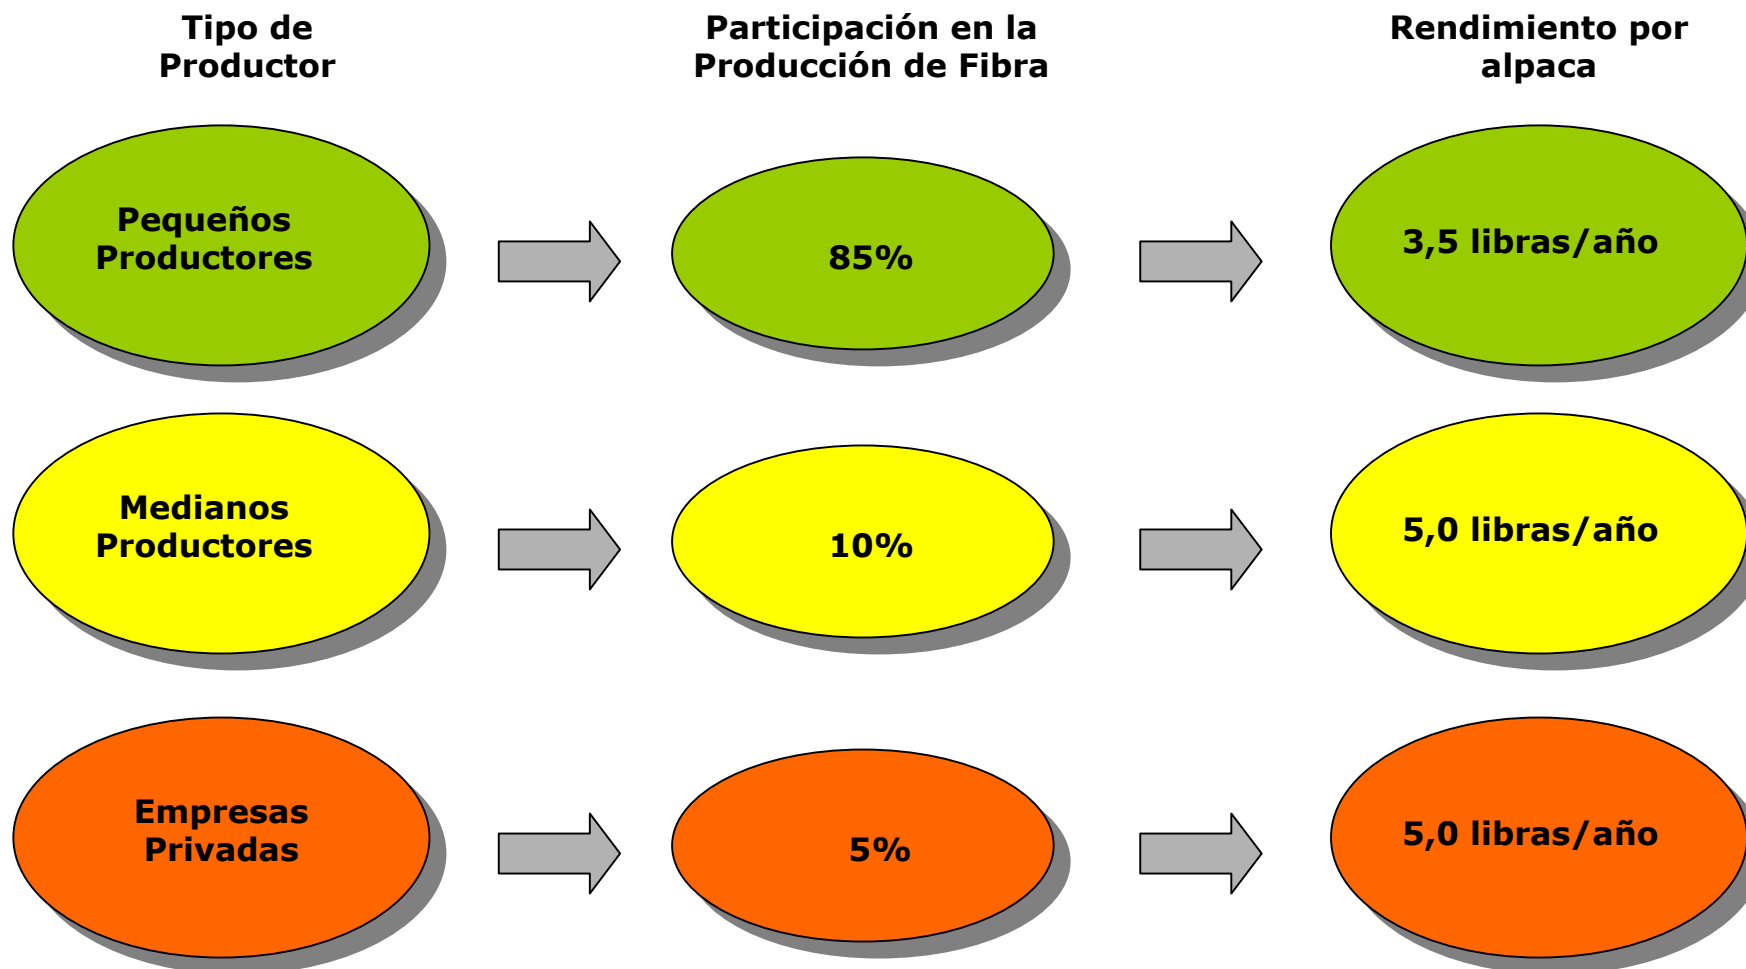 Tipo de
Productor
Participación en la
Producción de Fibra
Rendimiento por
alpaca
Pequeños
Productores
85%
3,5 libras/año
Medianos
Productores
10%
5,0 libras/año
Empresas
Privadas
5%
5,0 libras/año